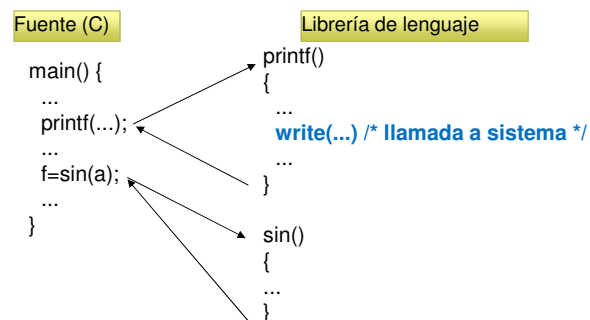 Fuente (C)
main() {
...
printf(...);
...
f=sin(a);
...
}
Librería de lenguaje
printf()
{
...
write(...) /* llamada a sistema */
...
}
sin()
{
...
}